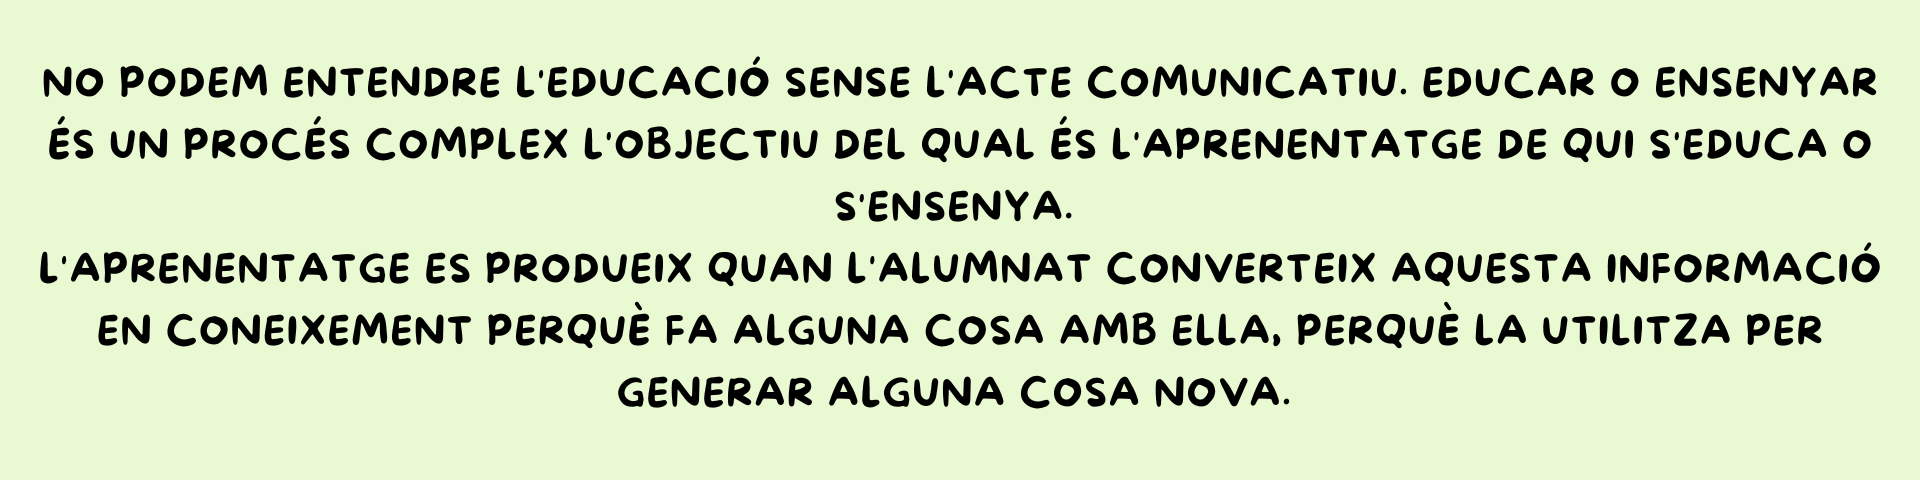 NO PODEM ENTENDRE L'EDUCACIÓ SENSE L'ACTE COMUNICATIU. EDUCAR O ENSENYAR
ÉS UN PROCÉS COMPLEX L'OBJECTIU DEL QUAL ÉS L'APRENENTATGE DE QUI S'EDUCA O
S'ENSENYA.
L'APRENENTATGE ES PRODUEIX QUAN L'ALUMNAT CONVERTEIX AQUESTA INFORMACIÓ
EN CONEIXEMENT PERQUÈ FA ALGUNA COSA AMB ELLA, PERQUÈ LA UTILITZA PER
GENERAR ALGUNA COSA NOVA.